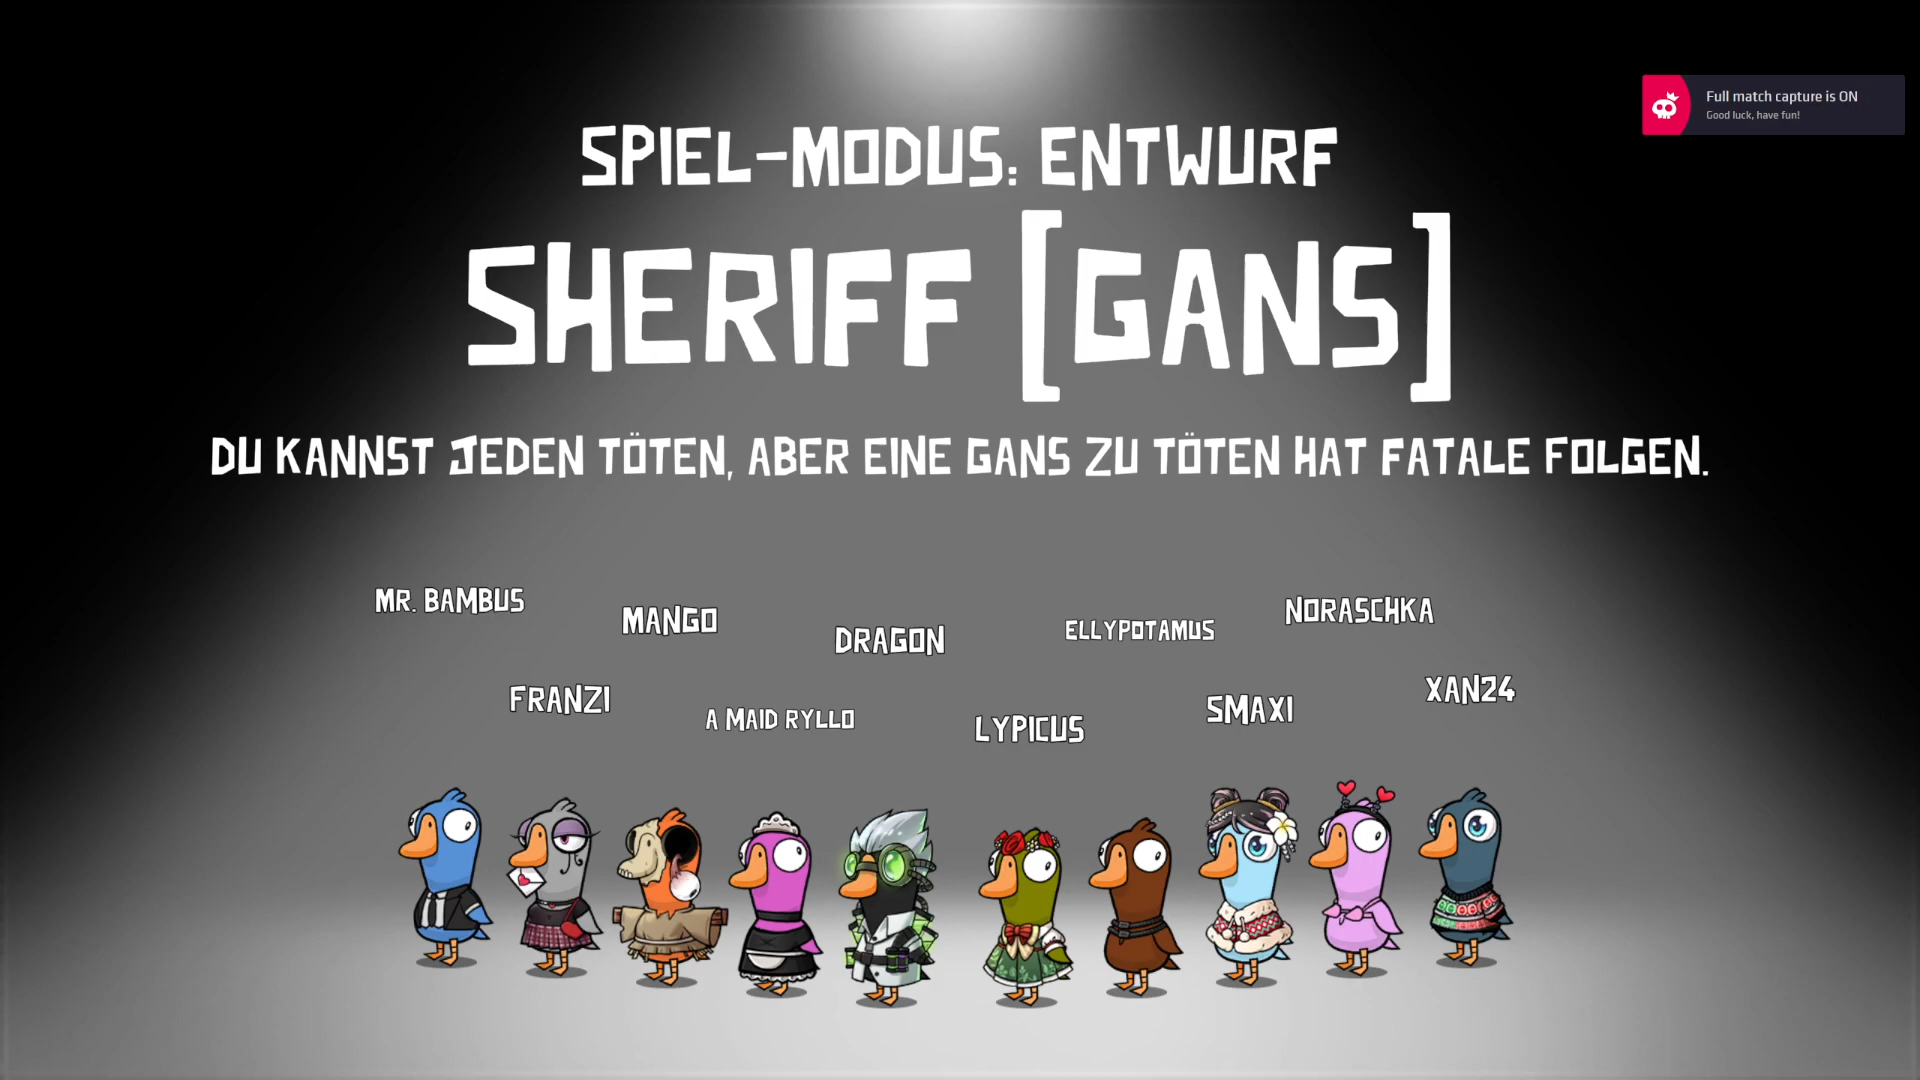 Full match capture is ON
Good luck, have fun!
SPIEL-MODUS: ENTWURF
SHERIFF [GANS]
DU KANNST JEDEN TÖTEN, ABER EINE GANS ZU TÖTEN HAT FATALE FOLGEN.
MR. BAMBUS
MANGO
DRAGON
ELLYPOTAMUS
NORASCHKA
FRANZI
A MAID RYLLO
LYPICUS
SMAXI
XAN24